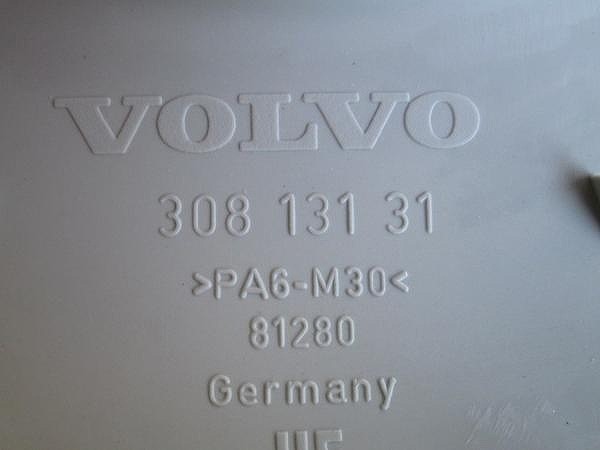 VOLVO
308 131 31
>PA6-M30<
81280
Germany